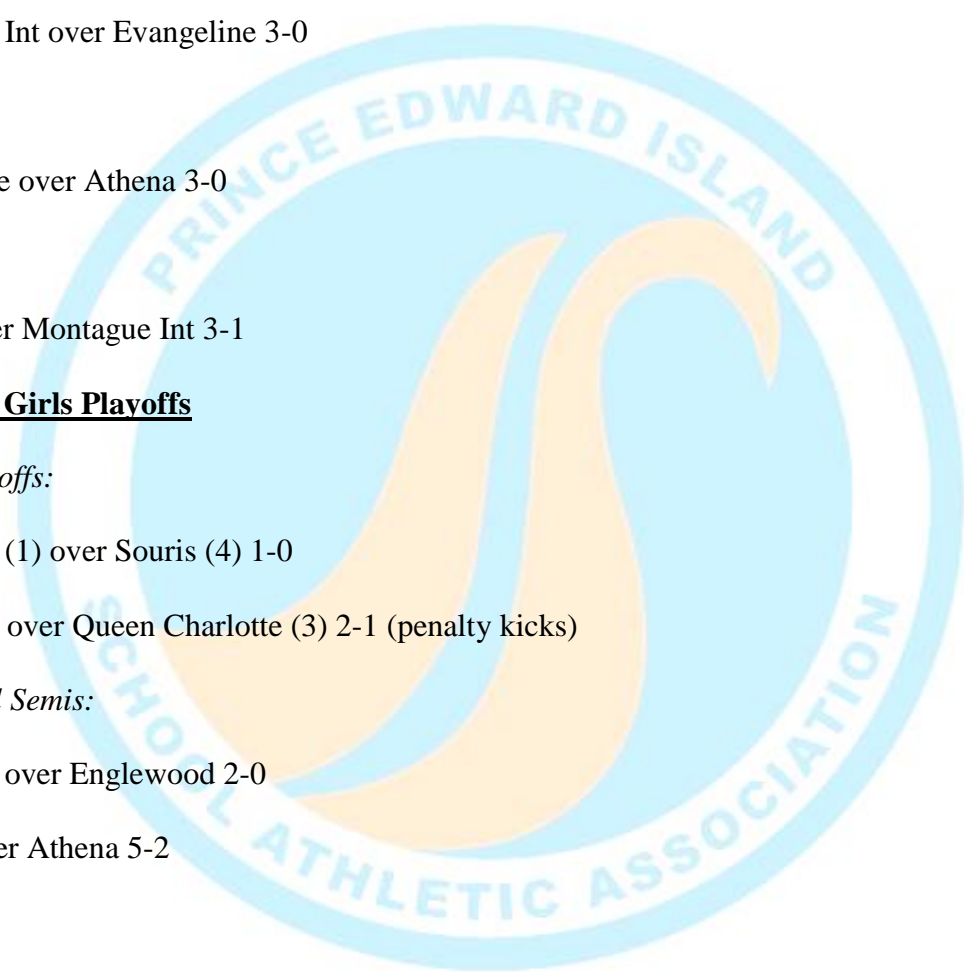 Int over Evangeline 3-0
e over Athena 3-0
er Montague Int 3-1
Girls Playoffs
offs:
(1) over Souris (4) 1-0
over Queen Charlotte (3) 2-1 (penalty kicks)
Semis:
over Englewood 2-0
er Athena 5-2
PRINCE EDWARD ISLAND
SCHOOL ATHLETIC ASSOCIATION